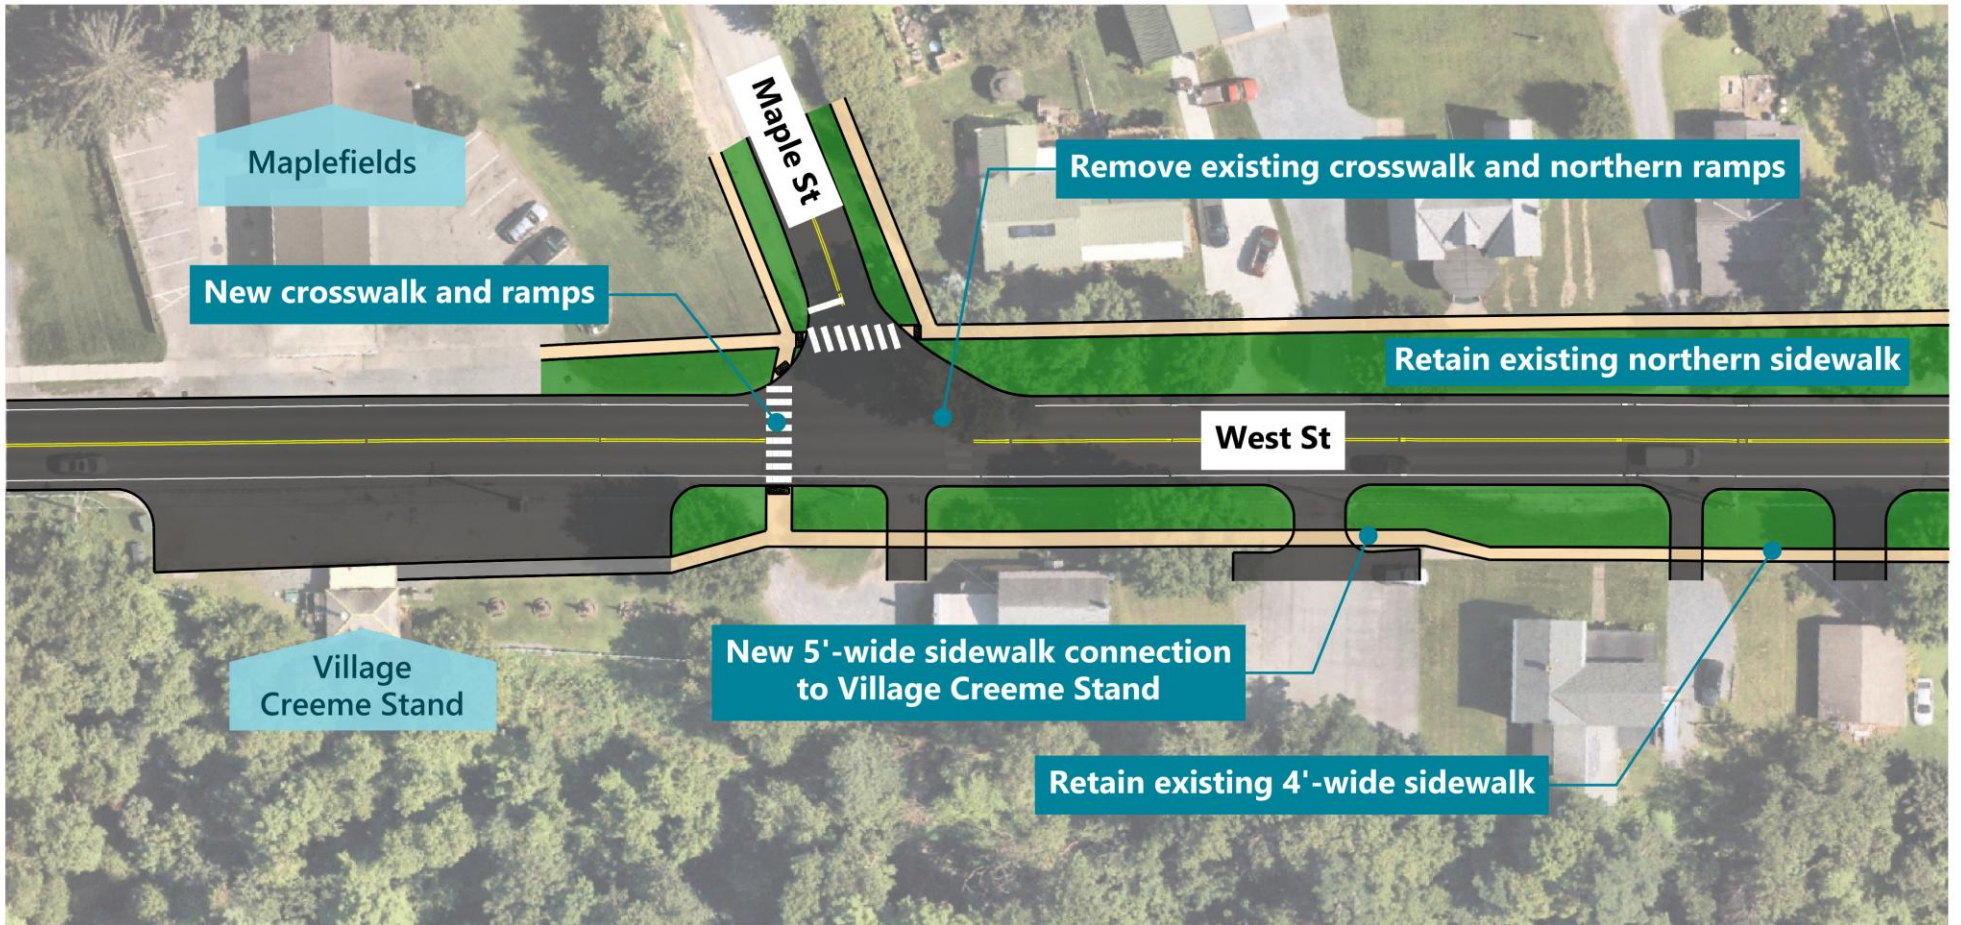 Maple St
Maplefields
Remove existing crosswalk and northern ramps
New crosswalk and ramps
Retain existing northern sidewalk
West St
New 5'-wide sidewalk connection
to Village Creeme Stand
Village
Creeme Stand
Retain existing 4'-wide sidewalk